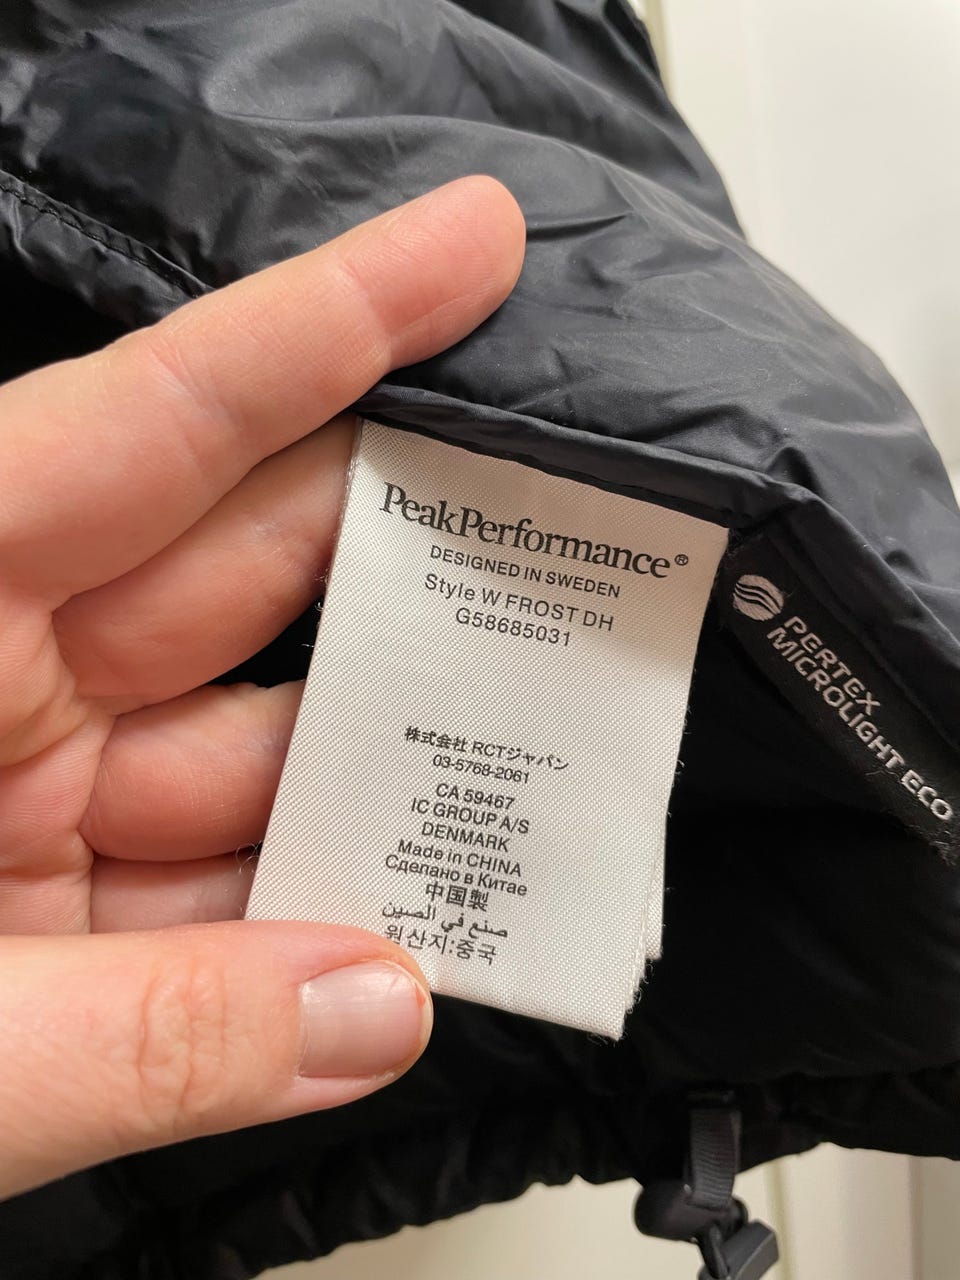 PeakPerformance®
DESIGNED IN SWEDEN
Style W FROST DH
G58685031
株式会社 RCTジャパン
03-5768-2061
CA 59467
IC GROUP A/S
DENMARK
Made in CHINA
Сделано в Китае
中国製
صنع في الصين
원산지:중국
PERTEX
MICROLIGHT ECO